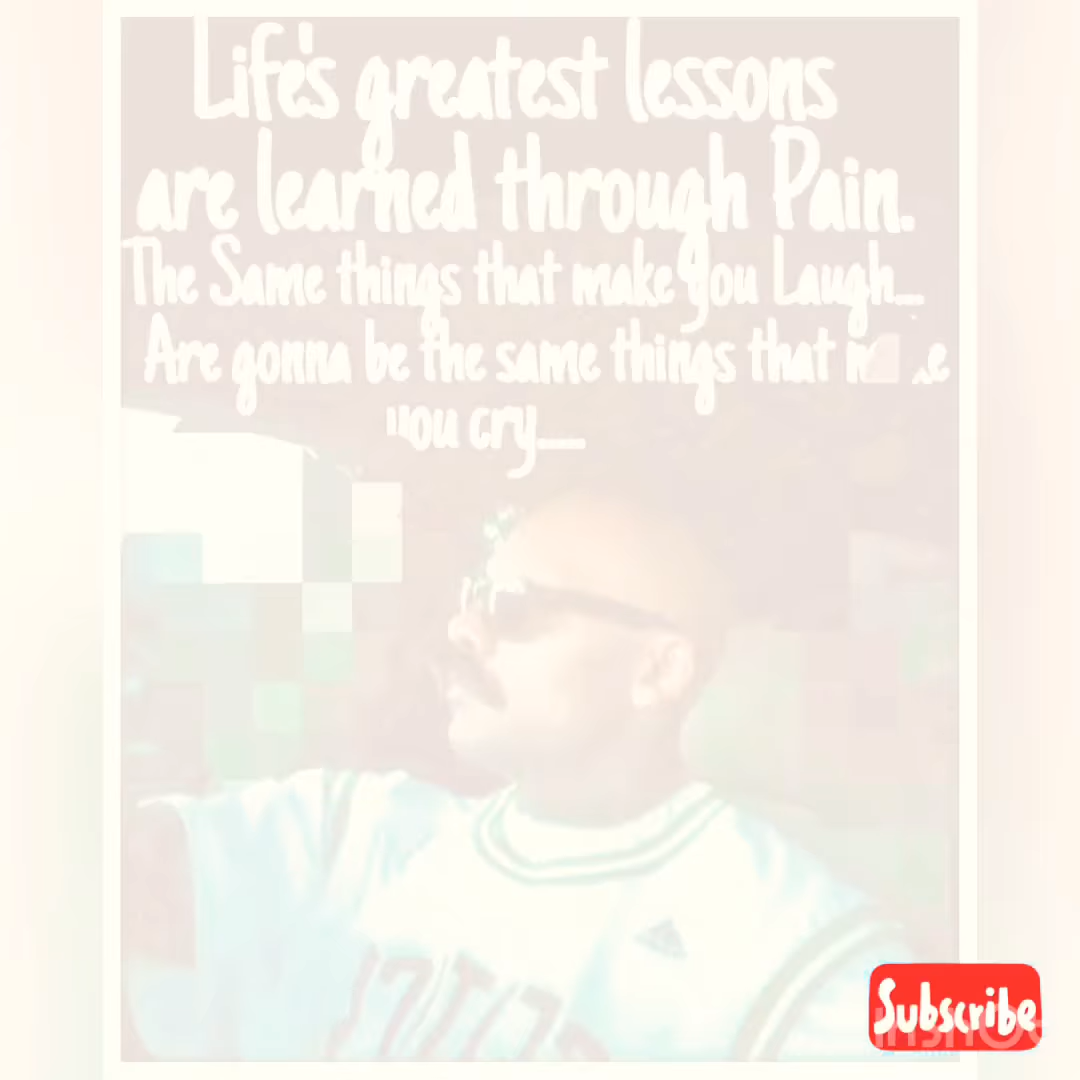 Life's greatest lessons
are learned through Pain.
The Same things that make you Laugh....
Are gonna be the same things that
you cry.....
Subscribe